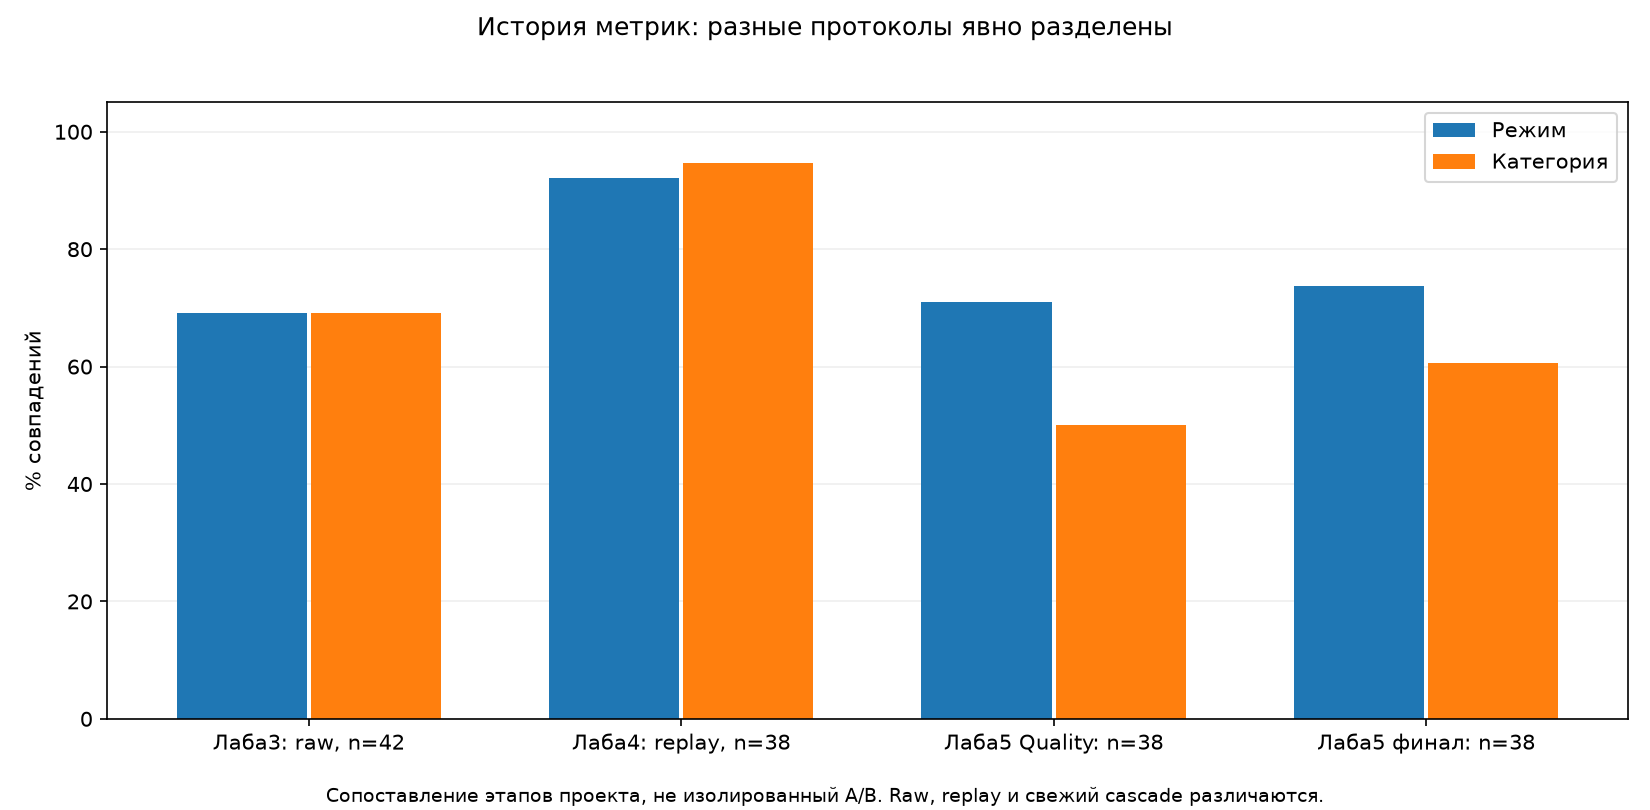 История метрик: разные протоколы явно разделены
Режим
Категория
% совпадений
100
80
60
40
20
0
Лаба3: raw, n=42
Лаба4: replay, n=38
Лаба5 Quality: n=38
Лаба5 финал: n=38
Сопоставление этапов проекта, не изолированный A/B. Raw, replay и свежий cascade различаются.